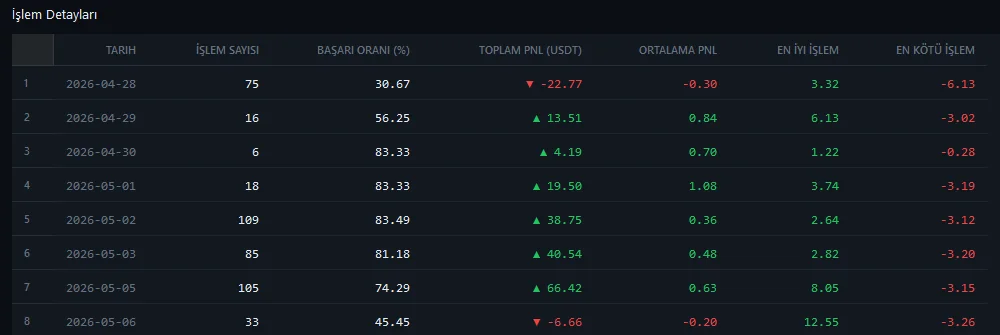 İşlem Detayları
TARIH İŞLEM SAYISI BAŞARI ORANI (%) TOPLAM PNL (USDT) ORTALAMA PNL EN İYI İŞLEM EN KÖTÜ İŞLEM
1 2026-04-28 75 30.67 ▼ -22.77 -0.30 3.32 -6.13
2 2026-04-29 16 56.25 ▲ 13.51 0.84 6.13 -3.02
3 2026-04-30 6 83.33 ▲ 4.19 0.70 1.22 -0.28
4 2026-05-01 18 83.33 ▲ 19.50 1.08 3.74 -3.19
5 2026-05-02 109 83.49 ▲ 38.75 0.36 2.64 -3.12
6 2026-05-03 85 81.18 ▲ 40.54 0.48 2.82 -3.20
7 2026-05-05 105 74.29 ▲ 66.42 0.63 8.05 -3.15
8 2026-05-06 33 45.45 ▼ -6.66 -0.20 12.55 -3.26